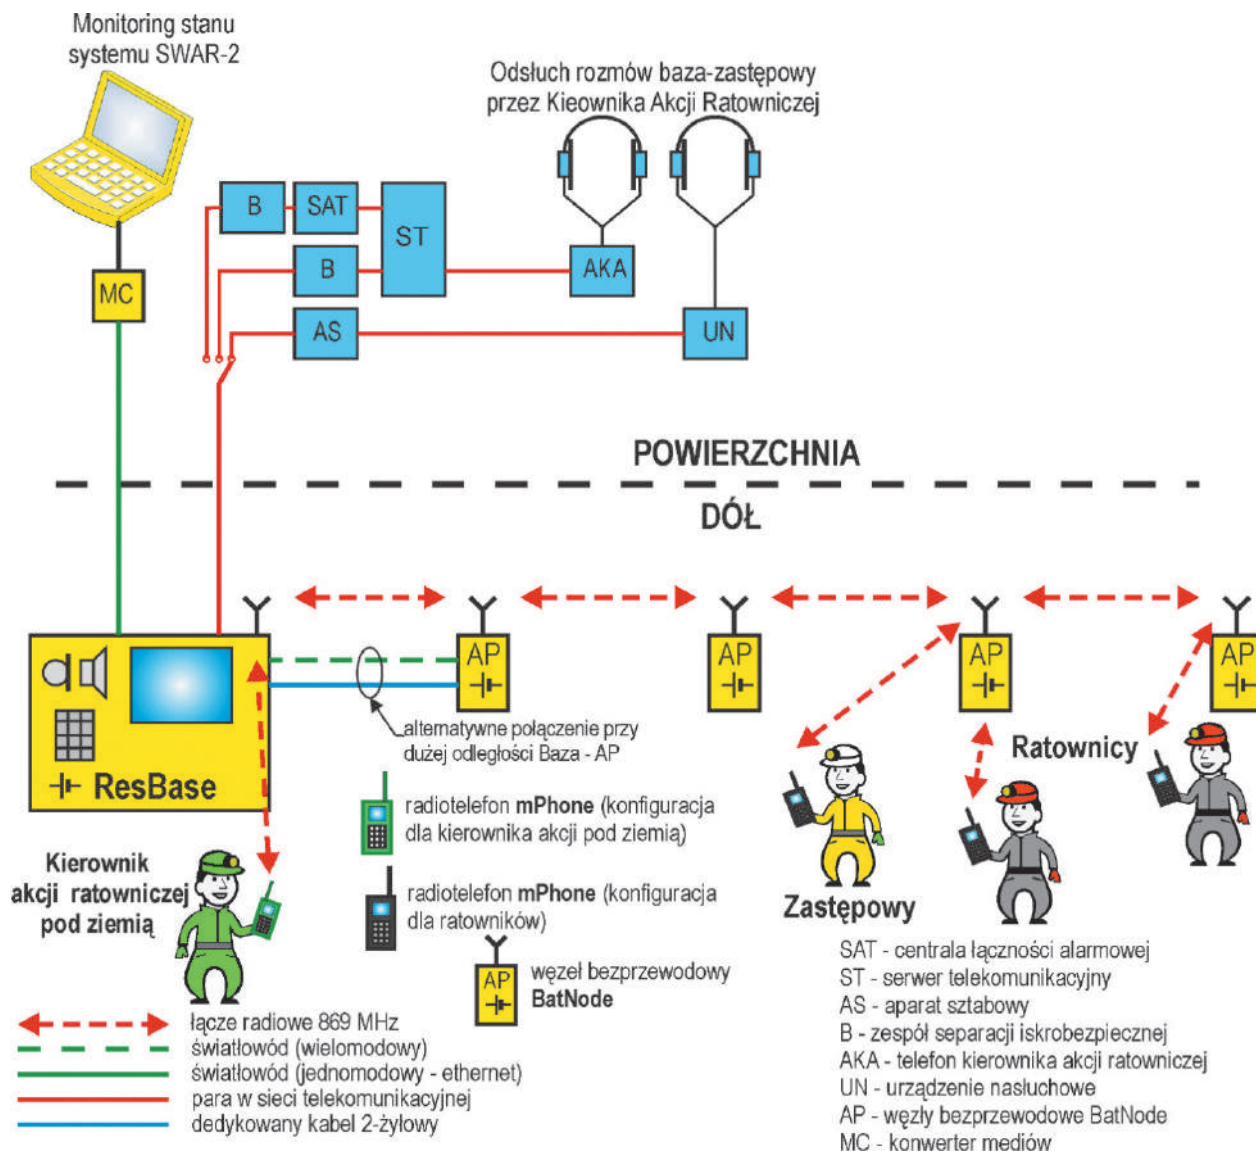 Monitoring stanu
systemu SWAR-2
Odsłuch rozmów baza-zastępowy
przez Kieownika Akcji Ratowniczej
B
SAT
ST
B
AKA
MC
AS
UN
POWIERZCHNIA
DÓŁ
AP
AP
AP
AP
alternatywne połączenie przy
dużej odległości Baza - AP
ResBase
Ratownicy
radiotelefon mPhone (konfiguracja
dla kierownika akcji pod ziemią)
Kierownik
akcji ratowniczej
pod ziemią
radiotelefon mPhone (konfiguracja
dla ratowników)
Zastępowy
AP
węzeł bezprzewodowy
BatNode
łącze radiowe 869 MHz
światłowód (wielomodowy)
światłowód (jednomodowy - ethernet)
para w sieci telekomunikacyjnej
dedykowany kabel 2-żyłowy
SAT - centrala łączności alarmowej
ST - serwer telekomunikacyjny
AS - aparat sztabowy
B - zespół separacji iskrobezpiecznej
AKA - telefon kierownika akcji ratowniczej
UN - urządzenie nasłuchowe
AP - węzły bezprzewodowe BatNode
MC - konwerter mediów